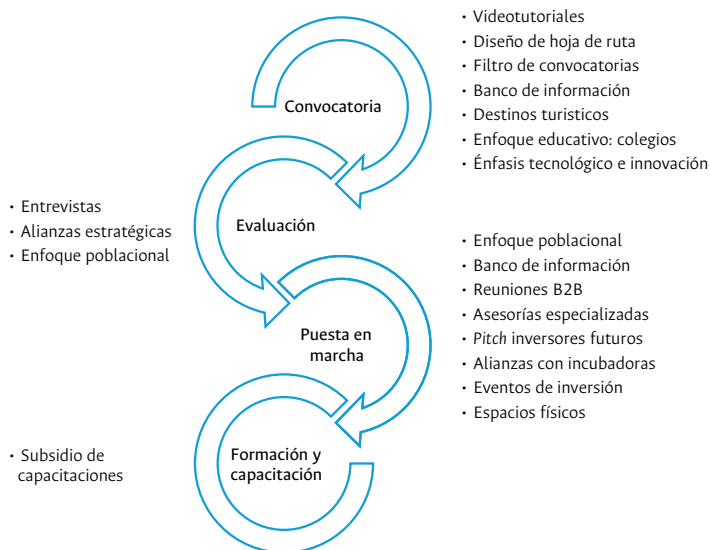 Convocatoria
• Videotutoriales
• Diseño de hoja de ruta
• Filtro de convocatorias
• Banco de información
• Destinos turisticos
• Enfoque educativo: colegios
• Énfasis tecnológico e innovación
Evaluación
• Entrevistas
• Alianzas estratégicas
• Enfoque poblacional
Puesta en
marcha
• Enfoque poblacional
• Banco de información
• Reuniones B2B
• Asesorías especializadas
• Pitch inversores futuros
• Alianzas con incubadoras
• Eventos de inversión
• Espacios físicos
Formación y
capacitación
• Subsidio de
capacitaciones